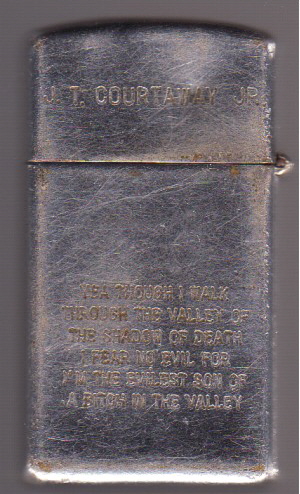 J. T. COURTAWAY JR.
YEA THOUGH I WALK
THROUGH THE VALLEY OF
THE SHADOW OF DEATH
I FEAR NO EVIL FOR
I'M THE EVILEST SON OF
A BITCH IN THE VALLEY